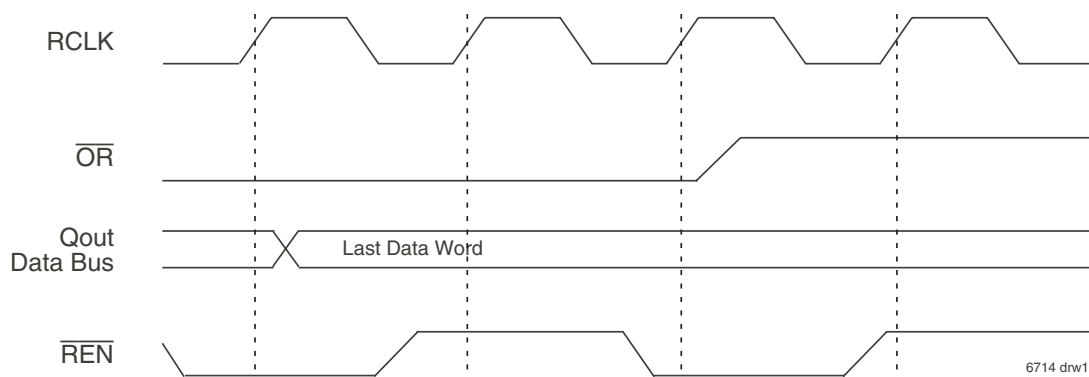 RCLK
OR
Qout
Data Bus
Last Data Word
REN
6714 drw1